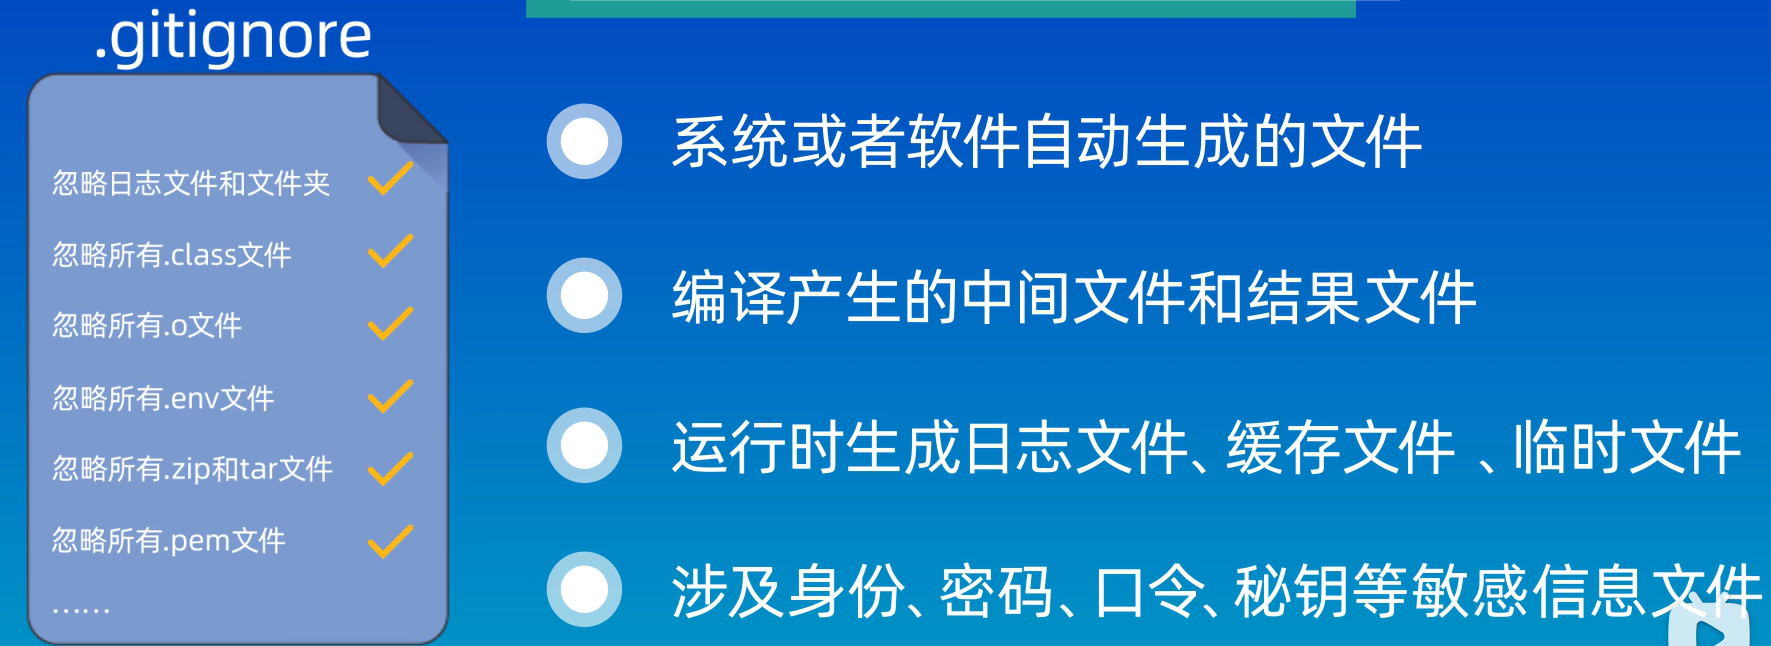 .gitignore
忽略日志文件和文件夹
忽略所有.class文件
忽略所有.o文件
忽略所有.env文件
忽略所有.zip和tar文件
忽略所有.pem文件
......
系统或者软件自动生成的文件
编译产生的中间文件和结果文件
运行时生成日志文件、缓存文件 、临时文件
涉及身份、密码、口令、秘钥等敏感信息文件